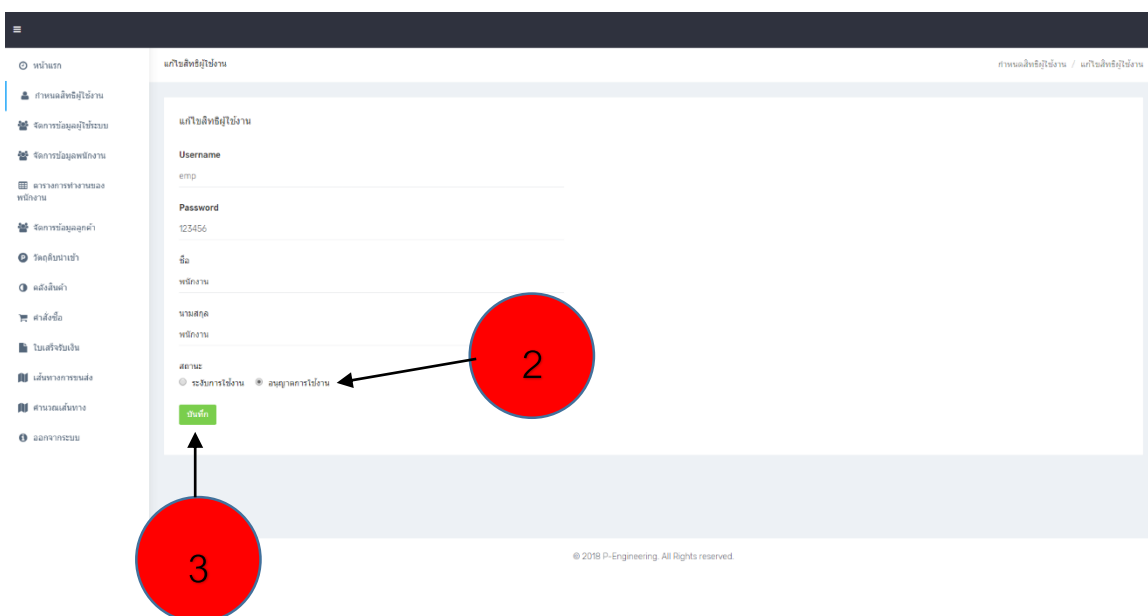 หน้าแรก
กำหนดสิทธิผู้ใช้งาน
จัดการข้อมูลผู้ใช้ระบบ
จัดการข้อมูลพนักงาน
ตารางการทำงานของ
พนักงาน
จัดการข้อมูลลูกค้า
วัตถุดิบนำเข้า
คลังสินค้า
คำสั่งซื้อ
ใบเสร็จรับเงิน
เส้นทางการขนส่ง
คำนวณเส้นทาง
ออกจากระบบ
แก้ไขสิทธิผู้ใช้งาน
กำหนดสิทธิผู้ใช้งาน / แก้ไขสิทธิผู้ใช้งาน
แก้ไขสิทธิผู้ใช้งาน
Username
emp
Password
123456
ชื่อ
พนักงาน
นามสกุล
พนักงาน
สถานะ
ระงับการใช้งาน อนุญาตการใช้งาน
บันทึก
2
3
© 2018 P-Engineering. All Rights reserved.